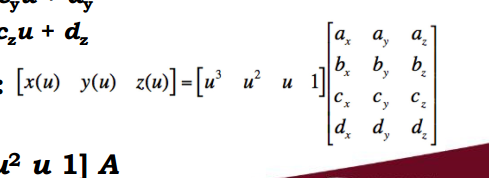 c_z u + d_z
: [x(u) y(u) z(u)] = [u³ u² u 1] [a_x a_y a_z
b_x b_y b_z
c_x c_y c_z
d_x d_y d_z]
u² u 1] A